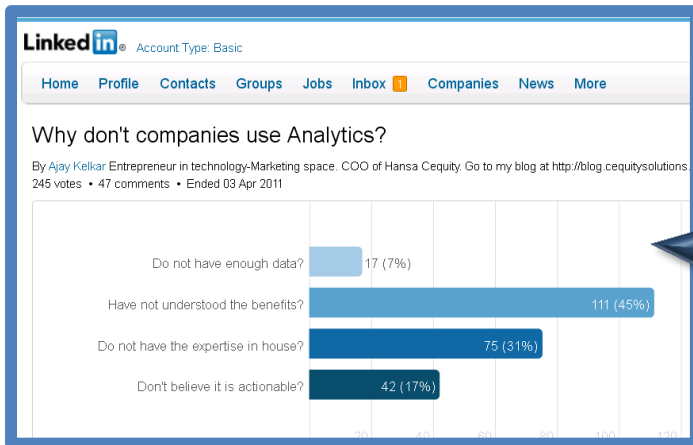 Linked in ® Account Type: Basic
Home Profile Contacts Groups Jobs Inbox 1 Companies News More
Why don't companies use Analytics?
By Ajay Kelkar Entrepreneur in technology-Marketing space. COO of Hansa Cequity. Go to my blog at http://blog.cequitysolutions.
245 votes • 47 comments • Ended 03 Apr 2011
Do not have enough data? 17 (7%)
Have not understood the benefits? 111 (45%)
Do not have the expertise in house? 75 (31%)
Don't believe it is actionable? 42 (17%)
20 40 60 80 100 120